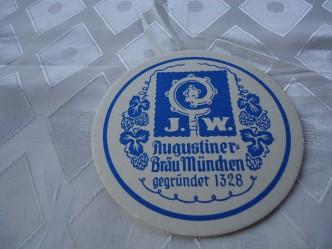 J. W.
Augustiner-
Bräu München
gegründet 1328